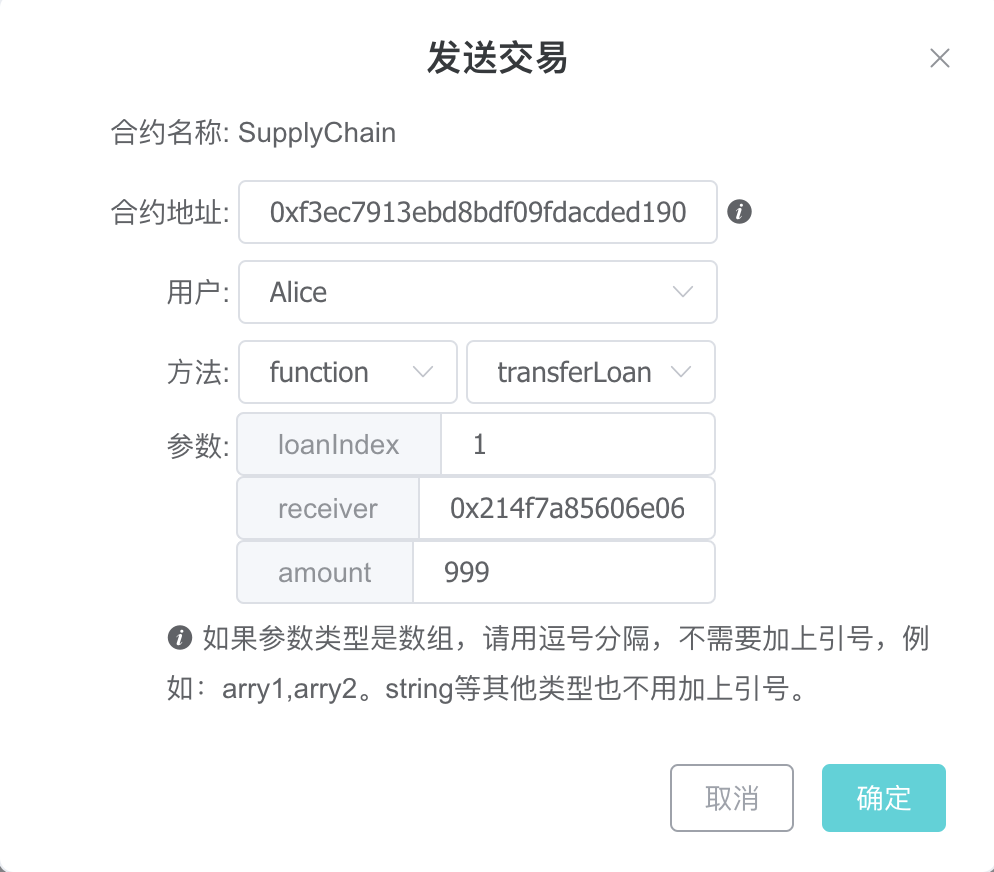 发送交易
合约名称: SupplyChain
合约地址: 0xf3ec7913ebd8bdf09fdacded190
用户: Alice
方法: function transferLoan
参数: loanIndex 1
receiver 0x214f7a85606e06
amount 999
如果参数类型是数组，请用逗号分隔，不需要加上引号，例
如：arry1,arry2。string等其他类型也不用加上引号。
取消 确定